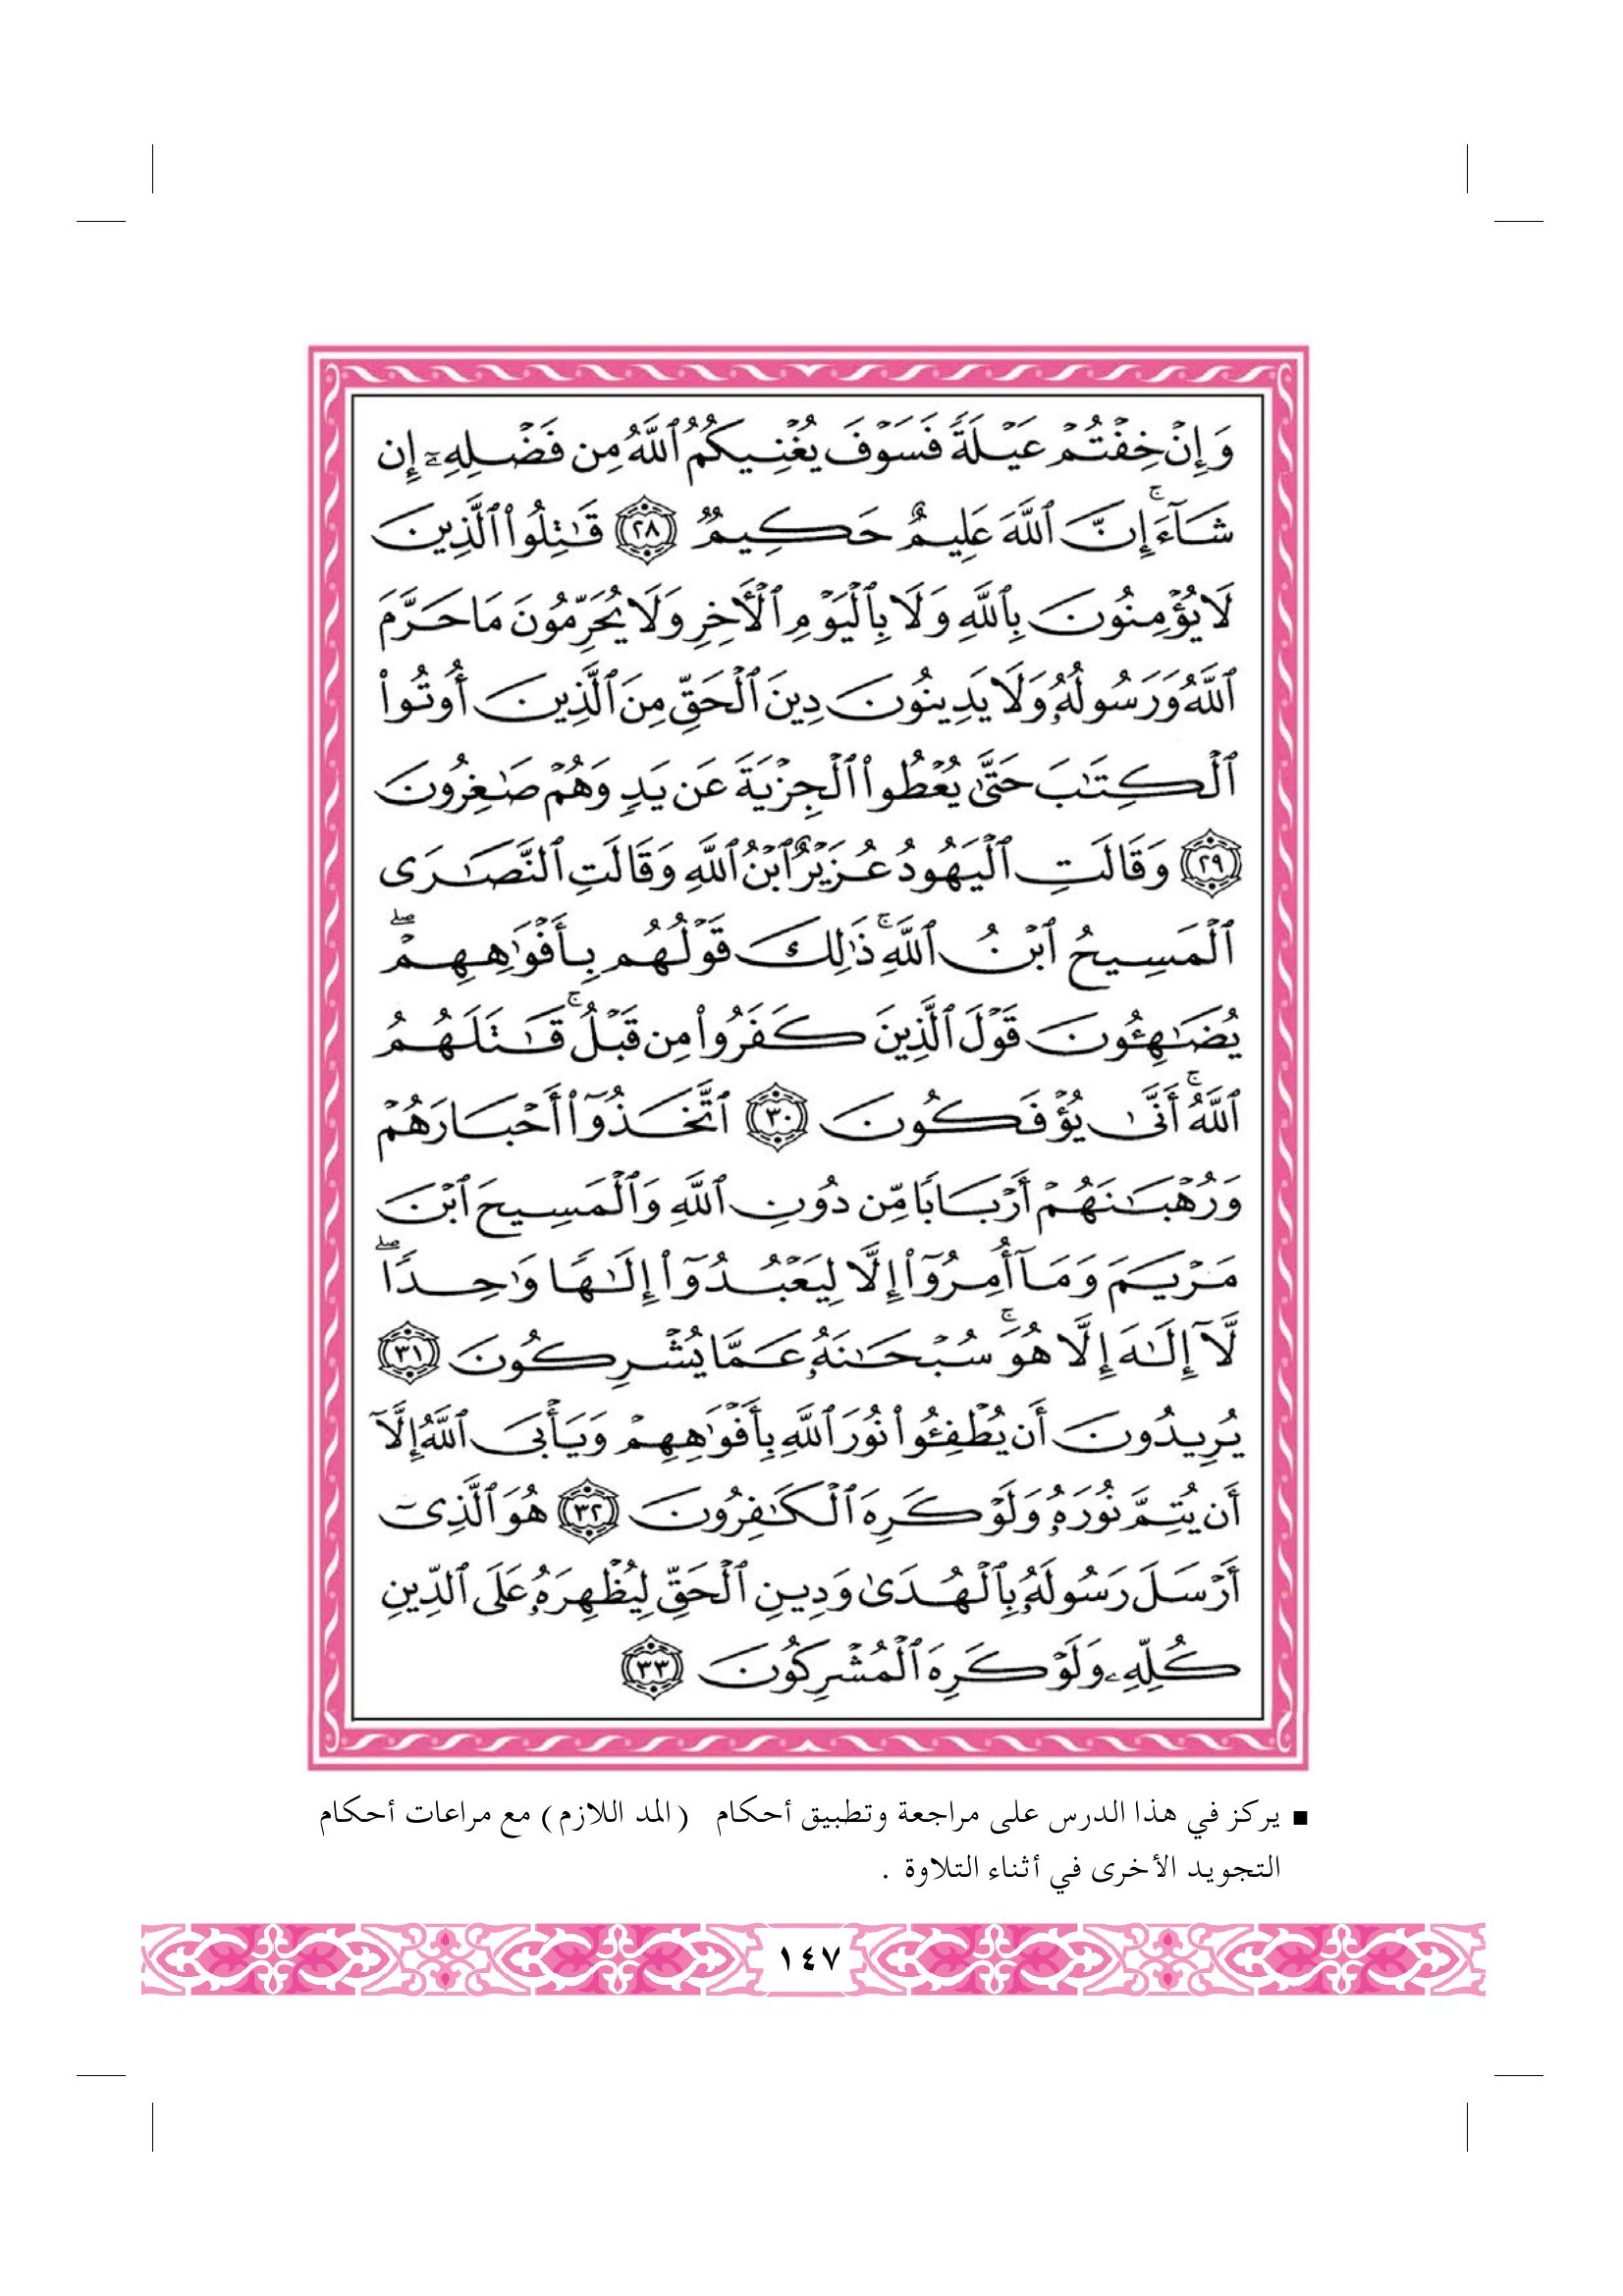 وَإِنْ خِفْتُمْ عَيْلَةً فَسَوْفَ يُغْنِيكُمُ ٱللَّهُ مِن فَضْلِهِۦٓ إِن
شَآءَ ۚ إِنَّ ٱللَّهَ عَلِيمٌ حَكِيمٌ ﴿٢٨﴾ قَٰتِلُوا۟ ٱلَّذِينَ
لَا يُؤْمِنُونَ بِٱللَّهِ وَلَا بِٱلْيَوْمِ ٱلْأَخِرِ وَلَا يُحَرِّمُونَ مَا حَرَّمَ
ٱللَّهُ وَرَسُولُهُۥ وَلَا يَدِينُونَ دِينَ ٱلْحَقِّ مِنَ ٱلَّذِينَ أُوتُوا۟
ٱلْكِتَٰبَ حَتَّىٰ يُعْطُوا۟ ٱلْجِزْيَةَ عَن يَدٍ وَهُمْ صَٰغِرُونَ
﴿٢٩﴾ وَقَالَتِ ٱلْيَهُودُ عُزَيْرٌ ٱبْنُ ٱللَّهِ وَقَالَتِ ٱلنَّصَٰرَى
ٱلْمَسِيحُ ٱبْنُ ٱللَّهِ ۚ ذَٰلِكَ قَوْلُهُم بِأَفْوَٰهِهِمْ ۖ
يُضَٰهِـُٔونَ قَوْلَ ٱلَّذِينَ كَفَرُوا۟ مِن قَبْلُ ۚ قَٰتَلَهُمُ
ٱللَّهُ ۚ أَنَّىٰ يُؤْفَكُونَ ﴿٣٠﴾ ٱتَّخَذُوٓا۟ أَحْبَارَهُمْ
وَرُهْبَٰنَهُمْ أَرْبَابًا مِّن دُونِ ٱللَّهِ وَٱلْمَسِيحَ ٱبْنَ
مَرْيَمَ وَمَآ أُمِرُوٓا۟ إِلَّا لِيَعْبُدُوٓا۟ إِلَٰهًا وَٰحِدًا ۖ
لَّآ إِلَٰهَ إِلَّا هُوَ ۚ سُبْحَٰنَهُۥ عَمَّا يُشْرِكُونَ ﴿٣١﴾
يُرِيدُونَ أَن يُطْفِـُٔوا۟ نُورَ ٱللَّهِ بِأَفْوَٰهِهِمْ وَيَأْبَى ٱللَّهُ إِلَّآ
أَن يُتِمَّ نُورَهُۥ وَلَوْ كَرِهَ ٱلْكَٰفِرُونَ ﴿٣٢﴾ هُوَ ٱلَّذِىٓ
أَرْسَلَ رَسُولَهُۥ بِٱلْهُدَىٰ وَدِينِ ٱلْحَقِّ لِيُظْهِرَهُۥ عَلَى ٱلدِّينِ
كُلِّهِۦ وَلَوْ كَرِهَ ٱلْمُشْرِكُونَ ﴿٣٣﴾
▪ يركز في هذا الدرس على مراجعة وتطبيق أحكام (المد اللازم) مع مراعات أحكام
التجويد الأخرى في أثناء التلاوة .
١٤٧